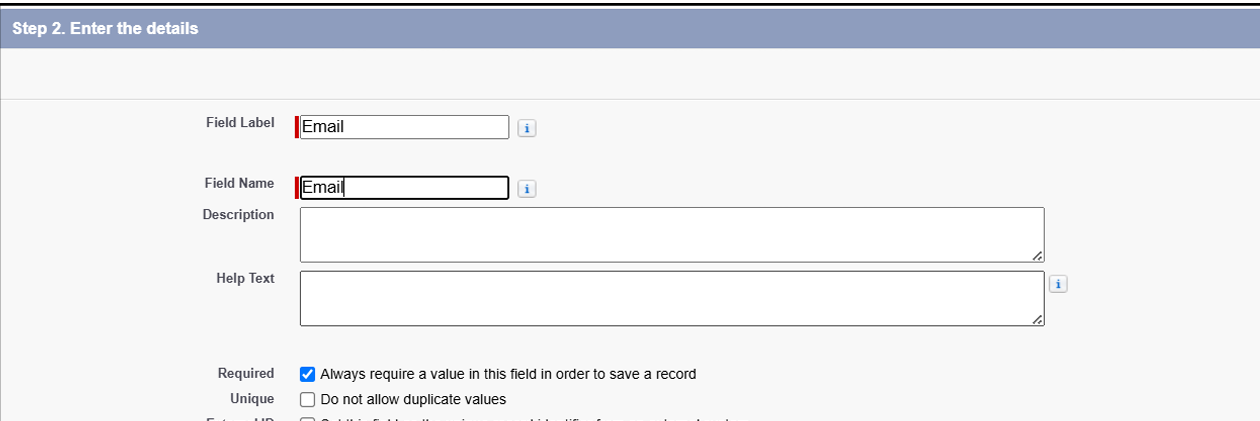 Step 2. Enter the details
Field Label Email i
Field Name Email i
Description
Help Text i
Required Always require a value in this field in order to save a record
Unique Do not allow duplicate values